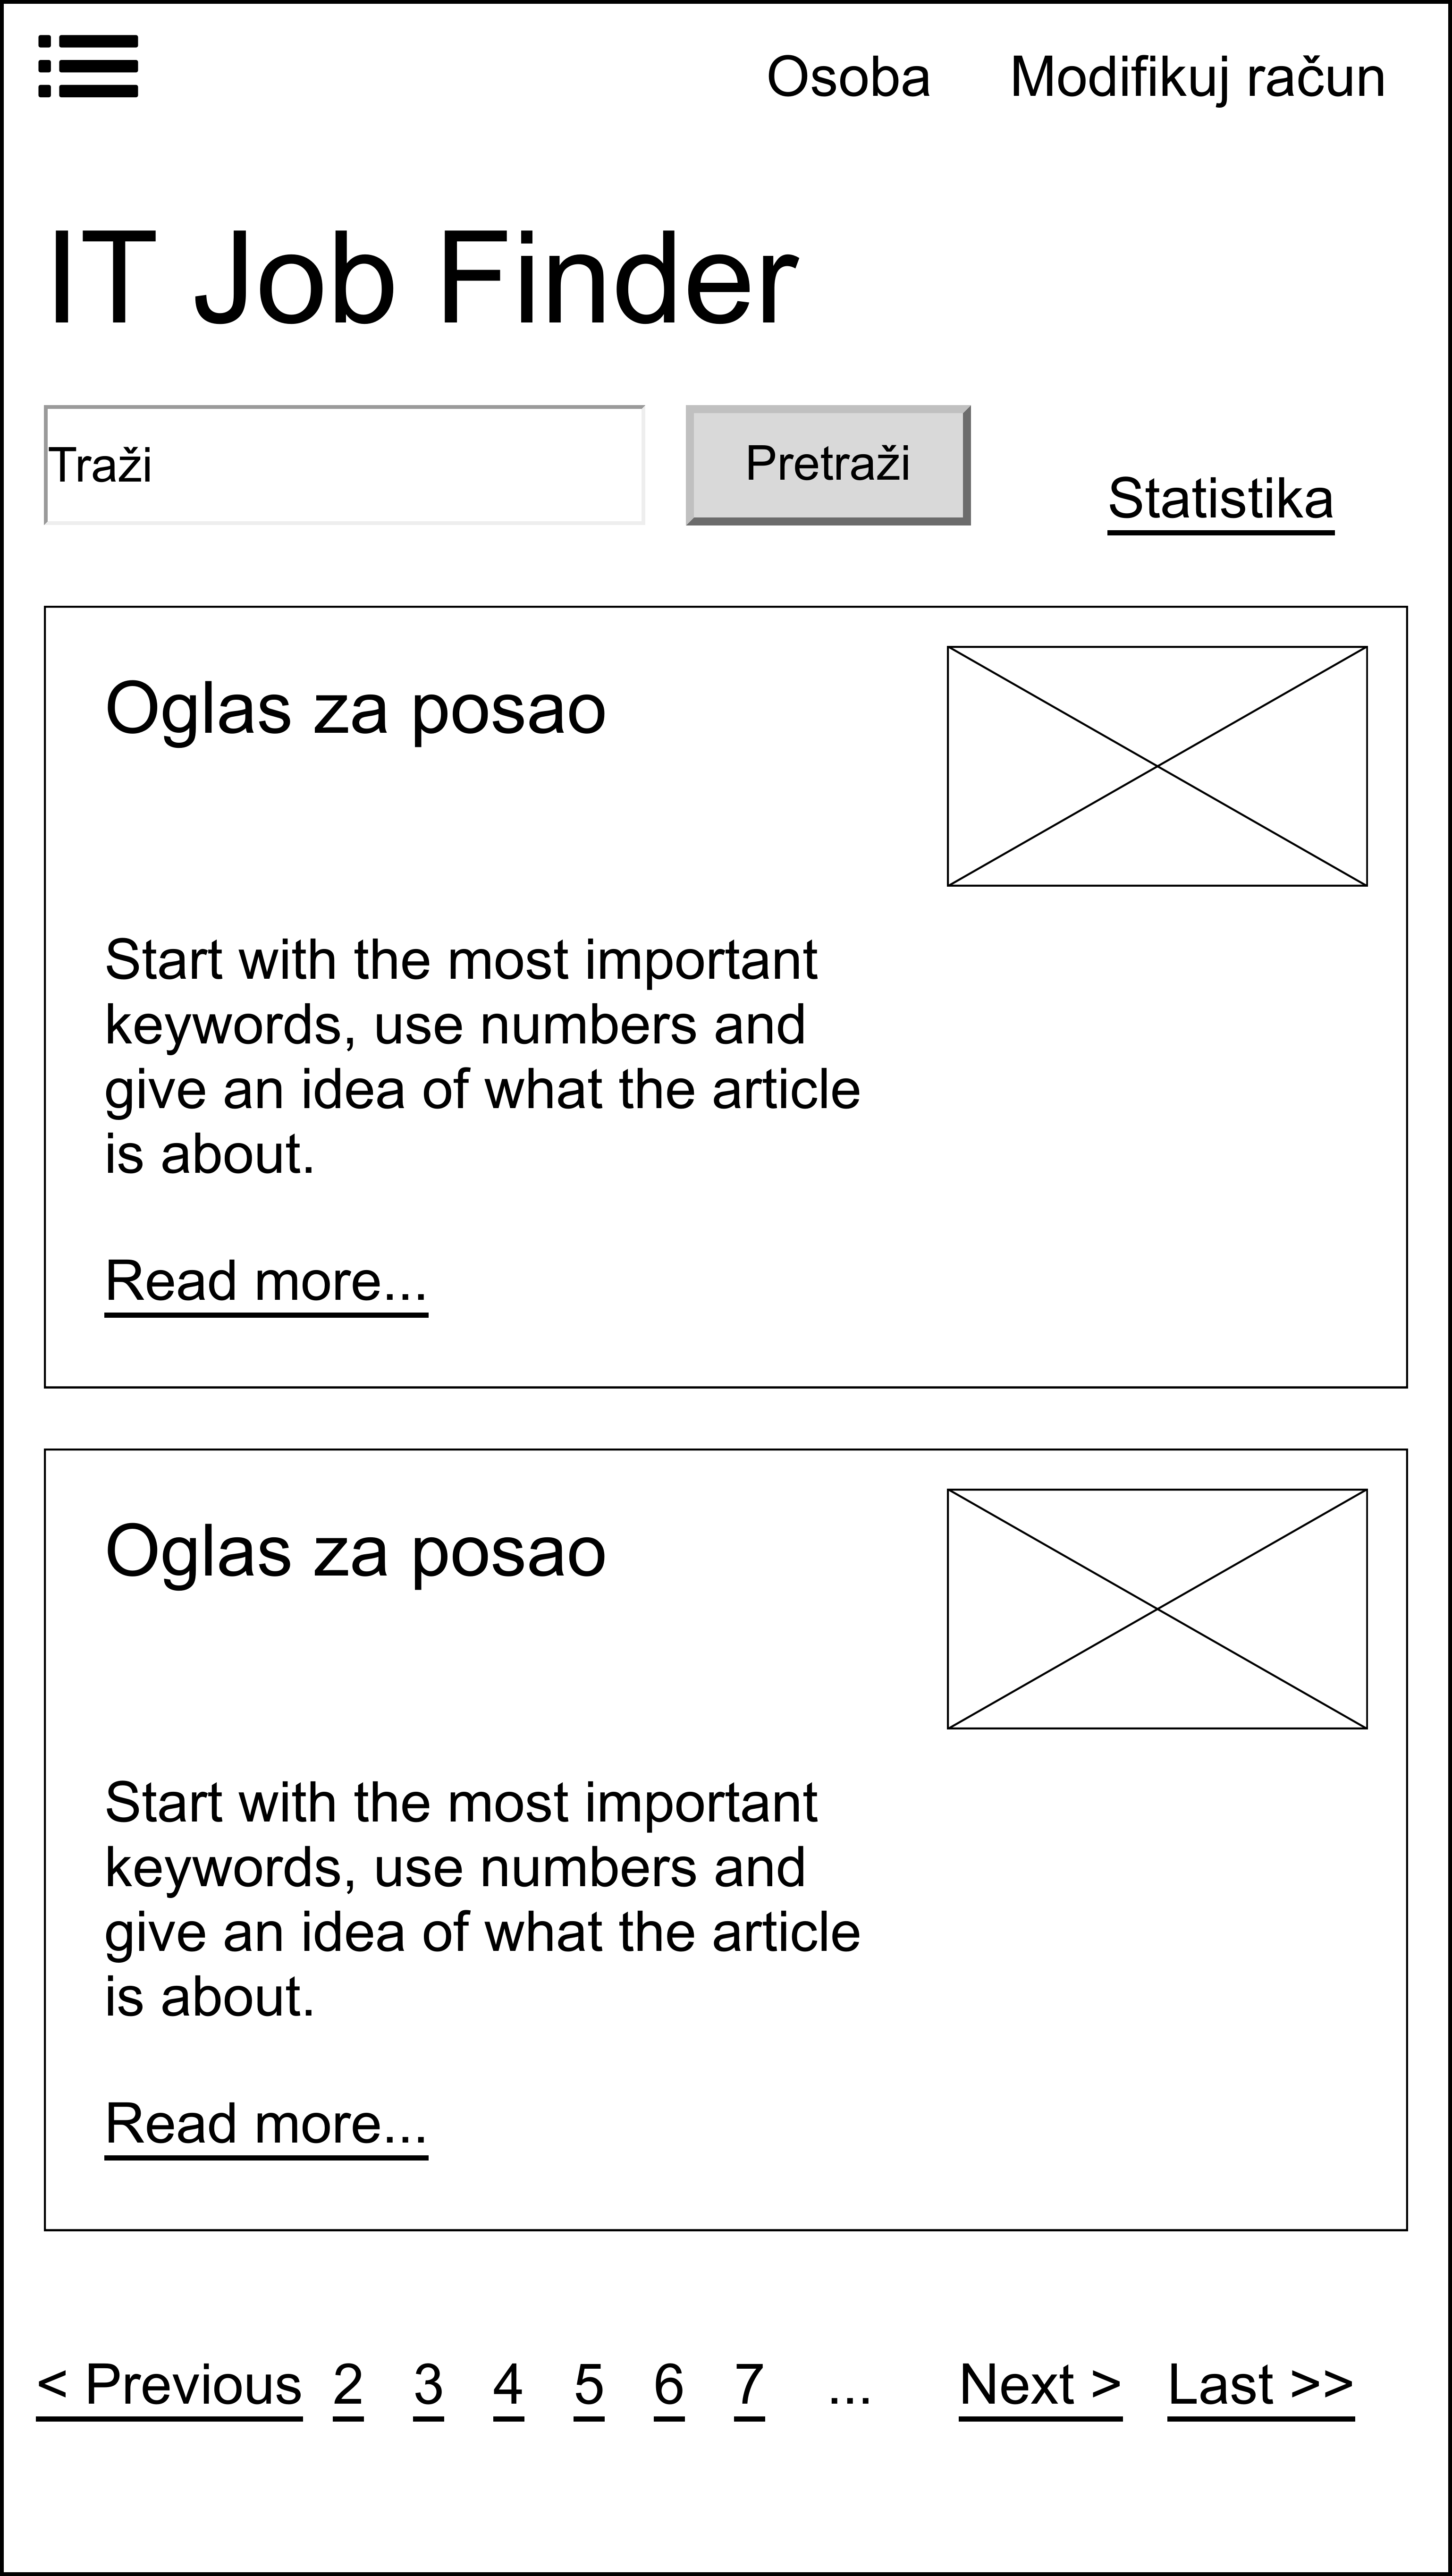 Osoba Modifikuj račun
IT Job Finder
Traži Pretraži Statistika
Oglas za posao
Start with the most important
keywords, use numbers and
give an idea of what the article
is about.
Read more...
Oglas za posao
Start with the most important
keywords, use numbers and
give an idea of what the article
is about.
Read more...
< Previous 2 3 4 5 6 7 ... Next > Last >>